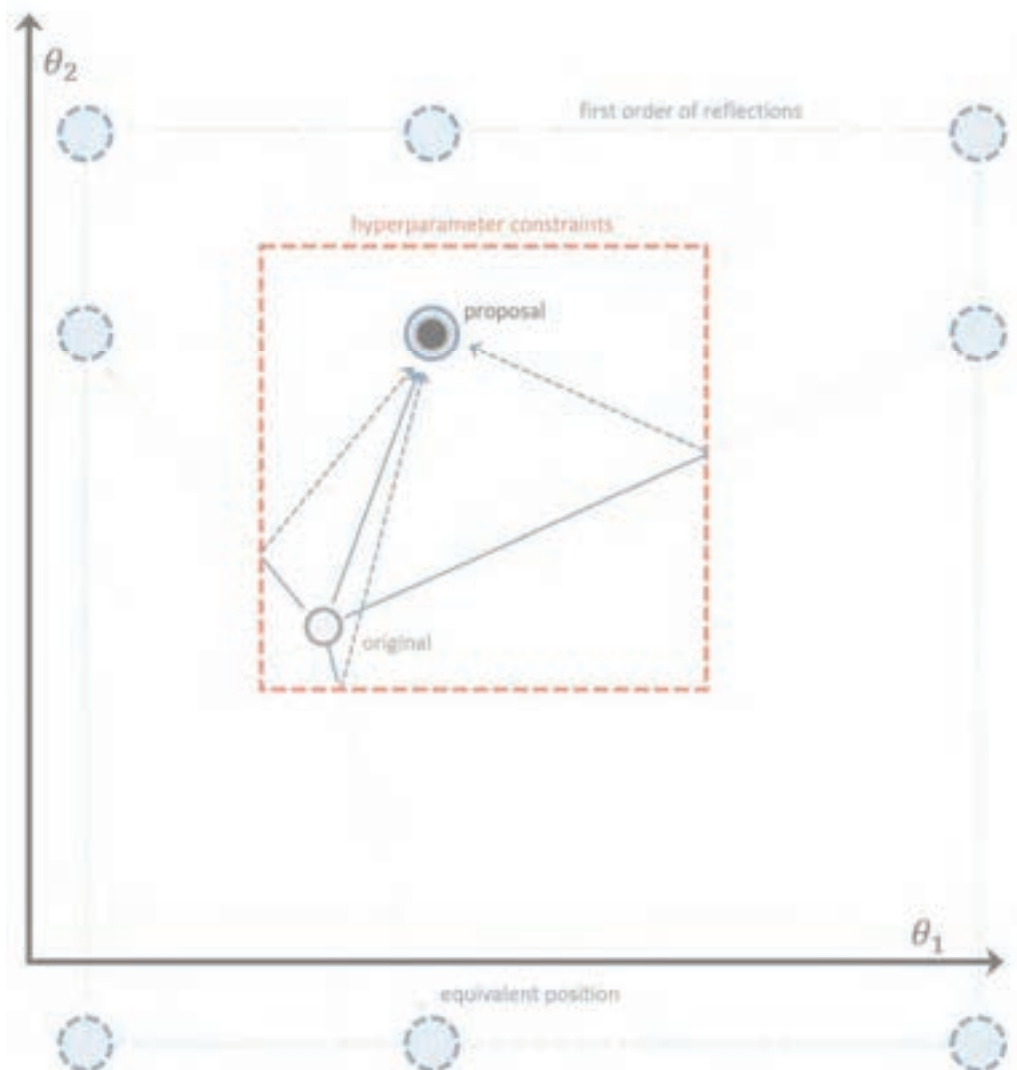 θ₂
first order of reflections
hyperparameter constraints
proposal
original
θ₁
equivalent position